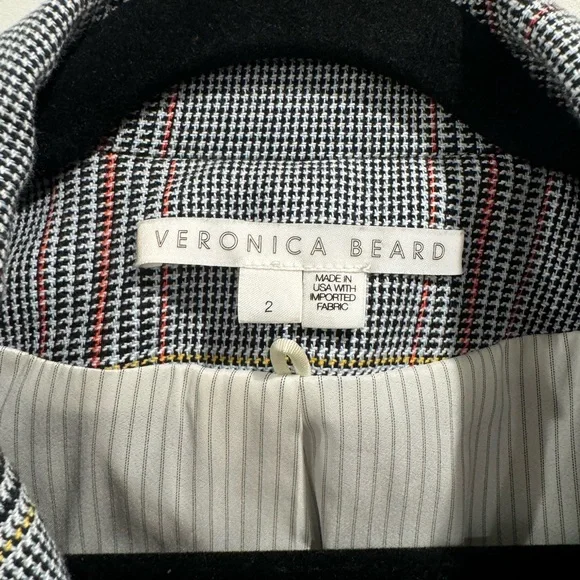 VERONICA BEARD
2
MADE IN
USA WITH
IMPORTED
FABRIC